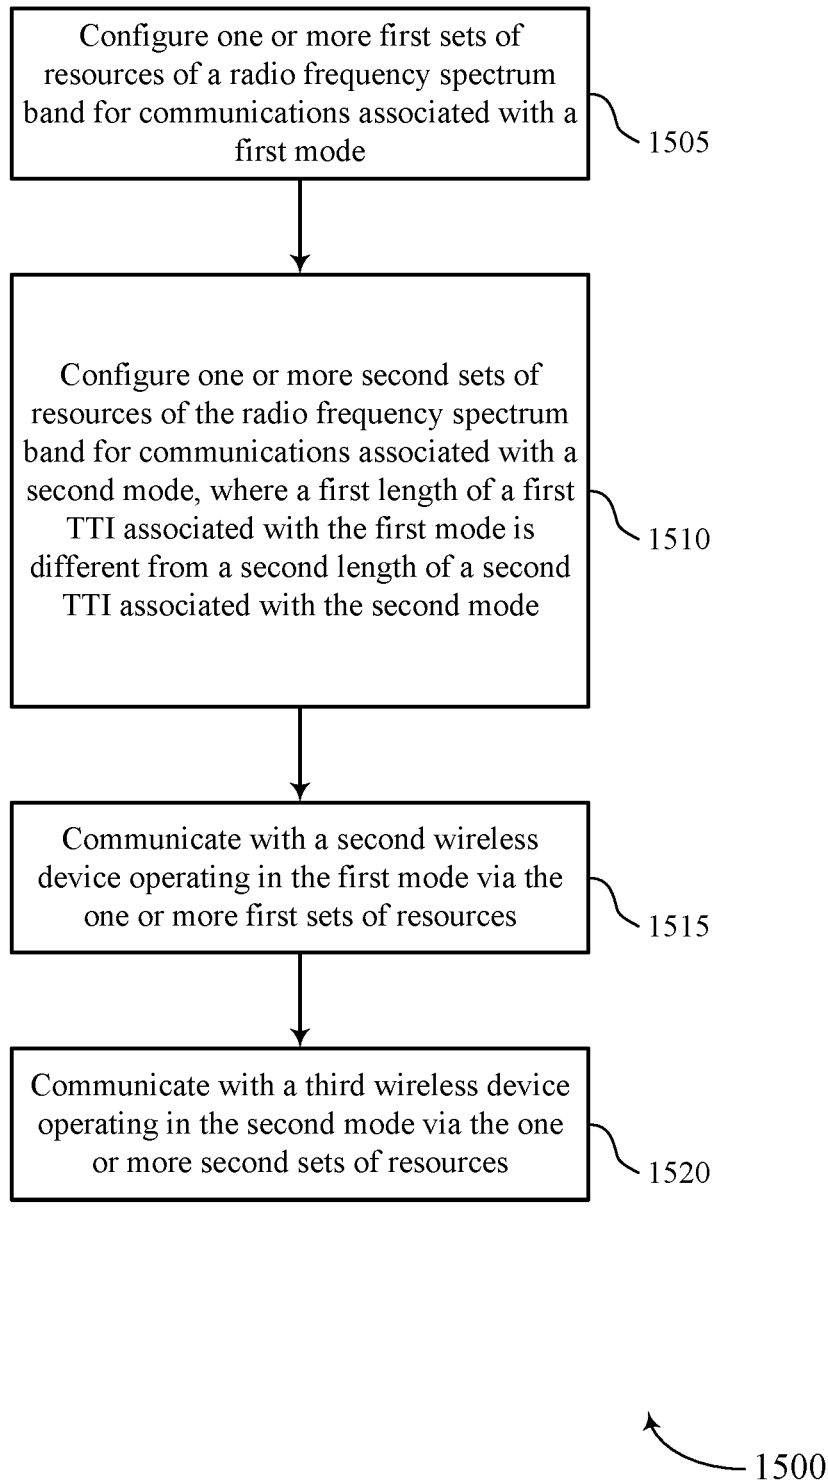 Configure one or more first sets of
resources of a radio frequency spectrum
band for communications associated with a
first mode
1505
Configure one or more second sets of
resources of the radio frequency spectrum
band for communications associated with a
second mode, where a first length of a first
TTI associated with the first mode is
different from a second length of a second
TTI associated with the second mode
1510
Communicate with a second wireless
device operating in the first mode via the
one or more first sets of resources
1515
Communicate with a third wireless device
operating in the second mode via the one
or more second sets of resources
1520
1500